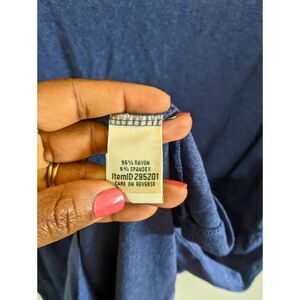 95% RAYON
5% SPANDEX
ItemID 295201
CARE ON REVERSE